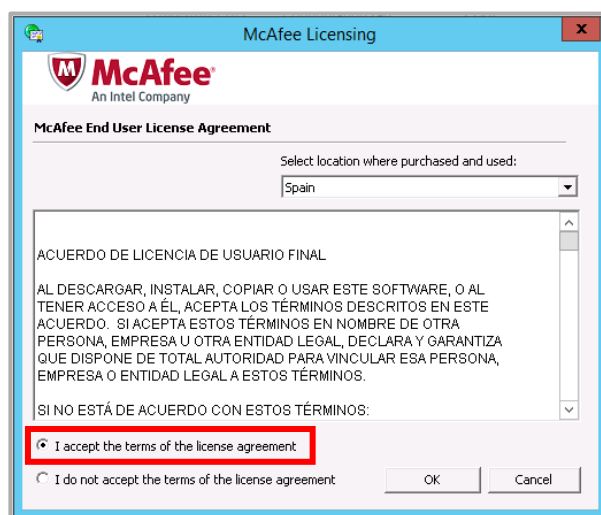 McAfee Licensing
x
McAfee®
An Intel Company
McAfee End User License Agreement
Select location where purchased and used:
Spain
ACUERDO DE LICENCIA DE USUARIO FINAL
AL DESCARGAR, INSTALAR, COPIAR O USAR ESTE SOFTWARE, O AL
TENER ACCESO A ÉL, ACEPTA LOS TÉRMINOS DESCRITOS EN ESTE
ACUERDO. SI ACEPTA ESTOS TÉRMINOS EN NOMBRE DE OTRA
PERSONA, EMPRESA U OTRA ENTIDAD LEGAL, DECLARA Y GARANTIZA
QUE DISPONE DE TOTAL AUTORIDAD PARA VINCULAR ESA PERSONA,
EMPRESA O ENTIDAD LEGAL A ESTOS TÉRMINOS.
SI NO ESTÁ DE ACUERDO CON ESTOS TÉRMINOS:
I accept the terms of the license agreement
I do not accept the terms of the license agreement OK Cancel